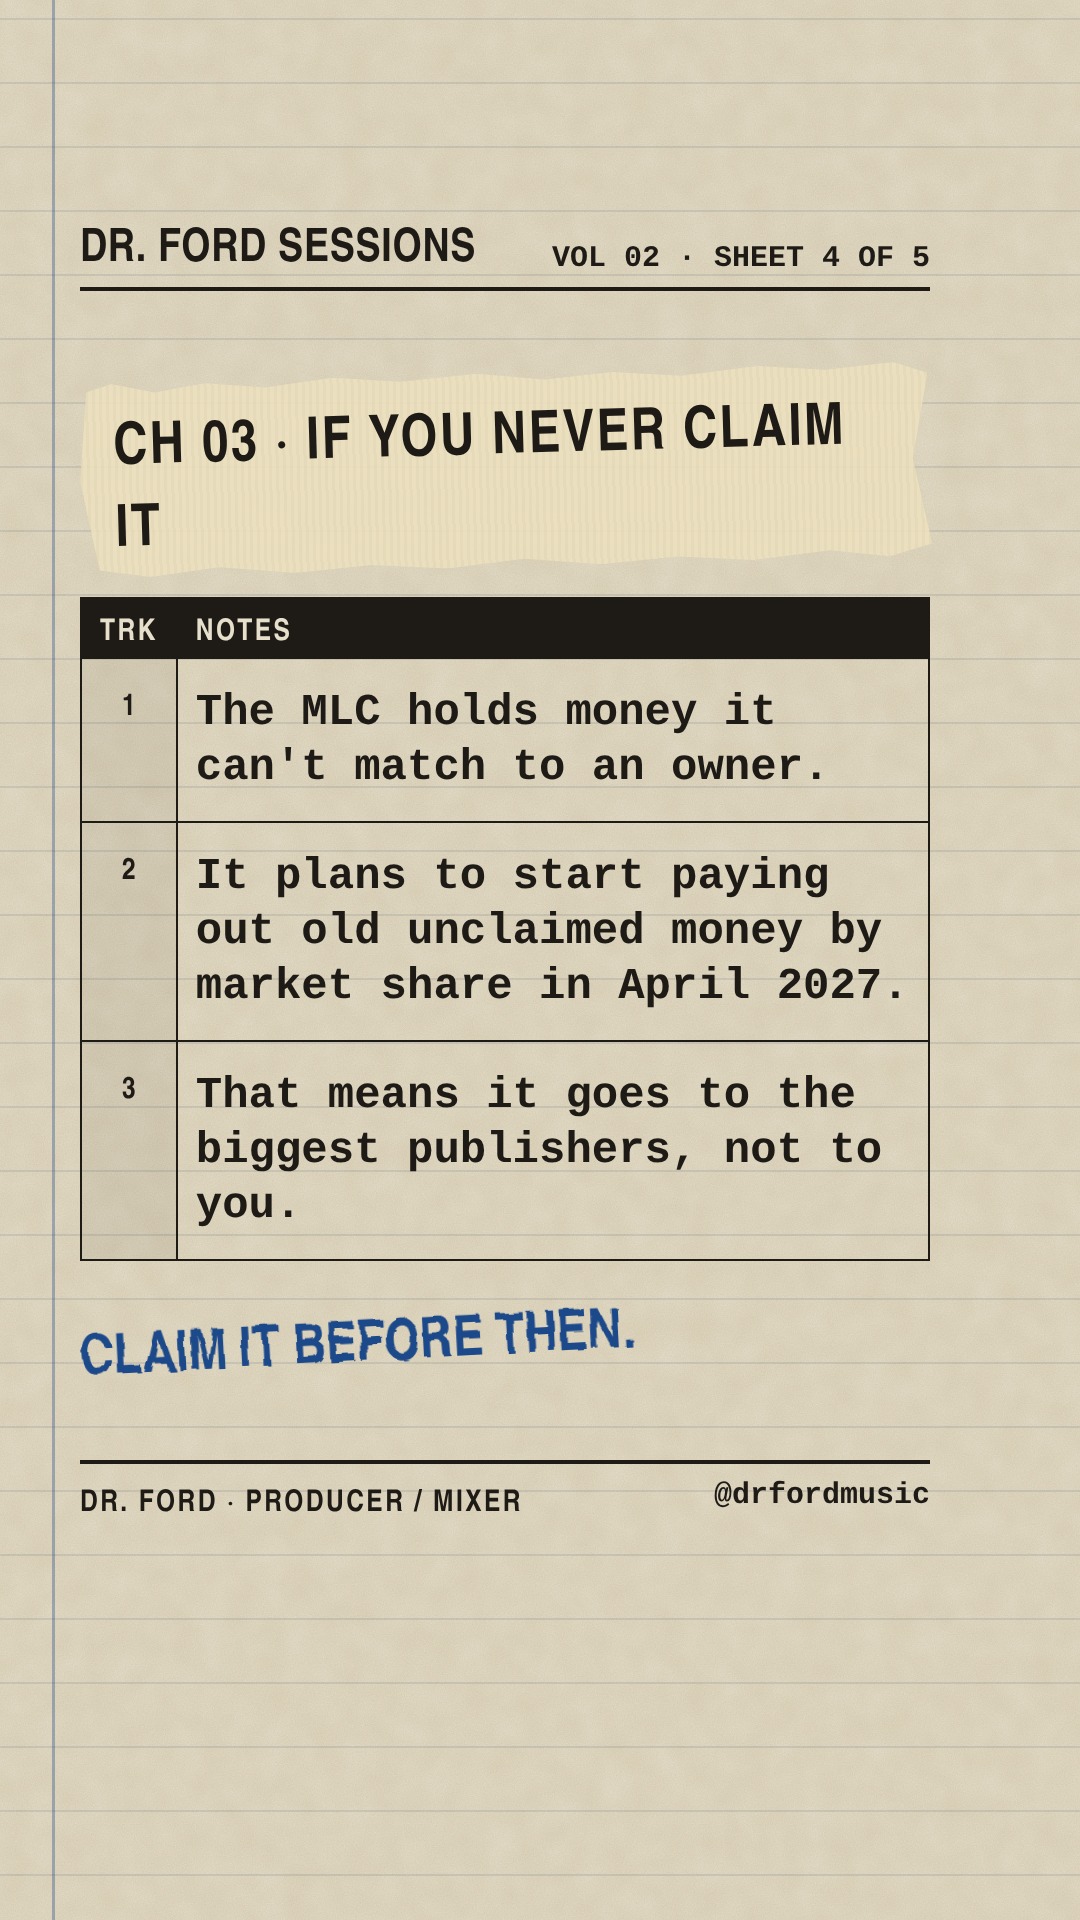 DR. FORD SESSIONS
VOL 02 · SHEET 4 OF 5
CH 03 · IF YOU NEVER CLAIM
IT
TRK NOTES
1 The MLC holds money it
can't match to an owner.
2 It plans to start paying
out old unclaimed money by
market share in April 2027.
3 That means it goes to the
biggest publishers, not to
you.
CLAIM IT BEFORE THEN.
DR. FORD · PRODUCER / MIXER
@drfordmusic